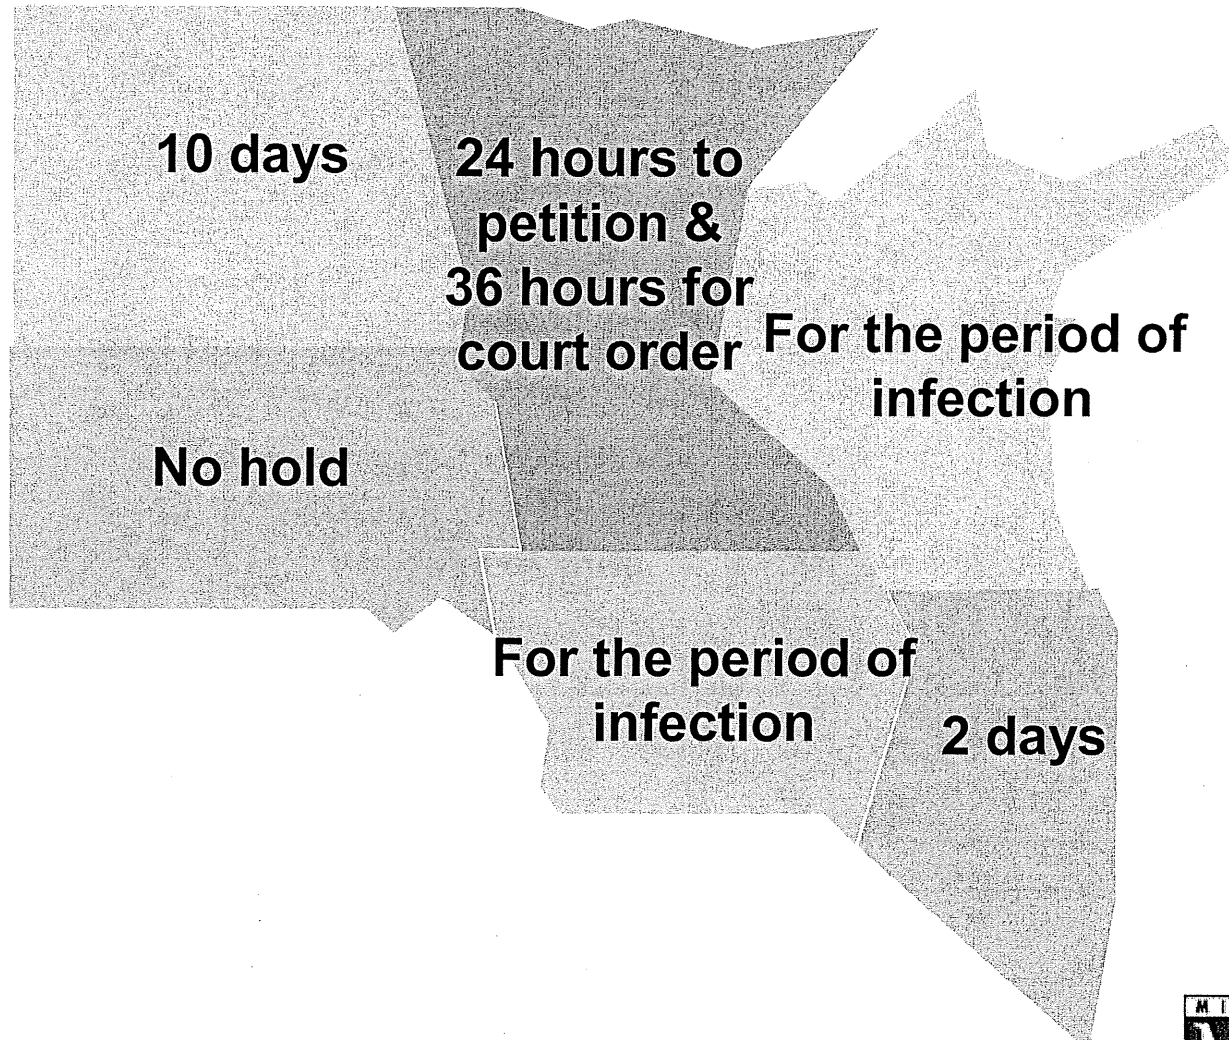 10 days
24 hours to
petition &
36 hours for
court order
For the period of
infection
No hold
For the period of
infection
2 days
M I